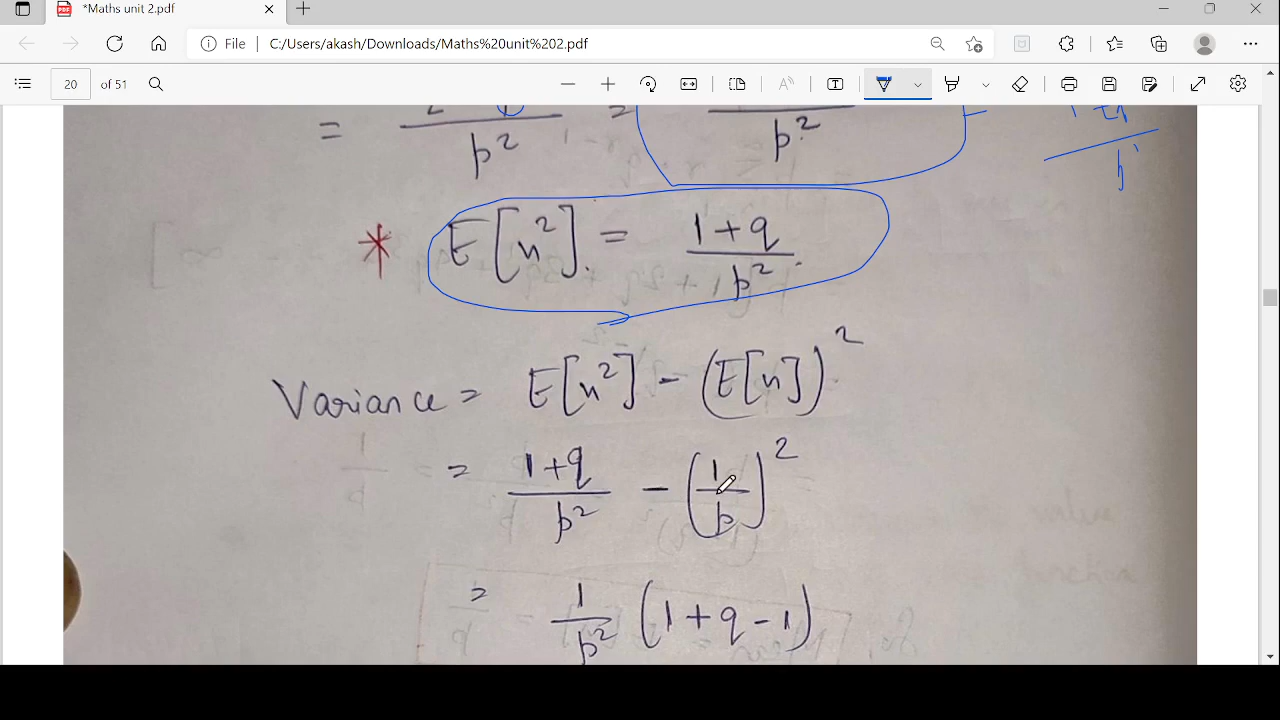 *Maths unit 2.pdf
File | C:/Users/akash/Downloads/Maths%20unit%202.pdf
20 of 51
= / p² = / p²
* E[x²] = 1+q / p²
Variance = E[x²] - (E[x])²
= 1+q / p² - (1/p)²
= 1/p² (1+q-1)